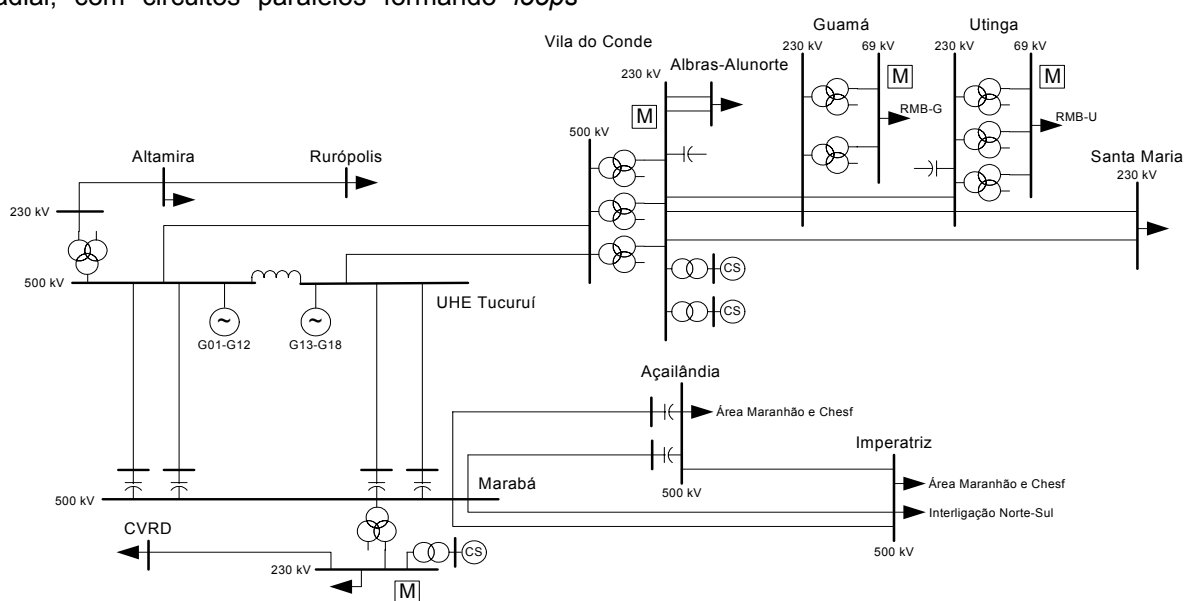 adial, com circuitos paralelos formando loops
Guamá
Utinga
Vila do Conde
230 kV
69 kV
230 kV
69 kV
Albras-Alunorte
230 kV
M
M
M
RMB-G
RMB-U
500 kV
Altamira
Rurópolis
Santa Maria
230 kV
230 kV
500 kV
UHE Tucuruí
CS
~
~
G01-G12
G13-G18
CS
Açailândia
Área Maranhão e Chesf
Imperatriz
Marabá
500 kV
Área Maranhão e Chesf
500 kV
Interligação Norte-Sul
CVRD
CS
500 kV
230 kV
M